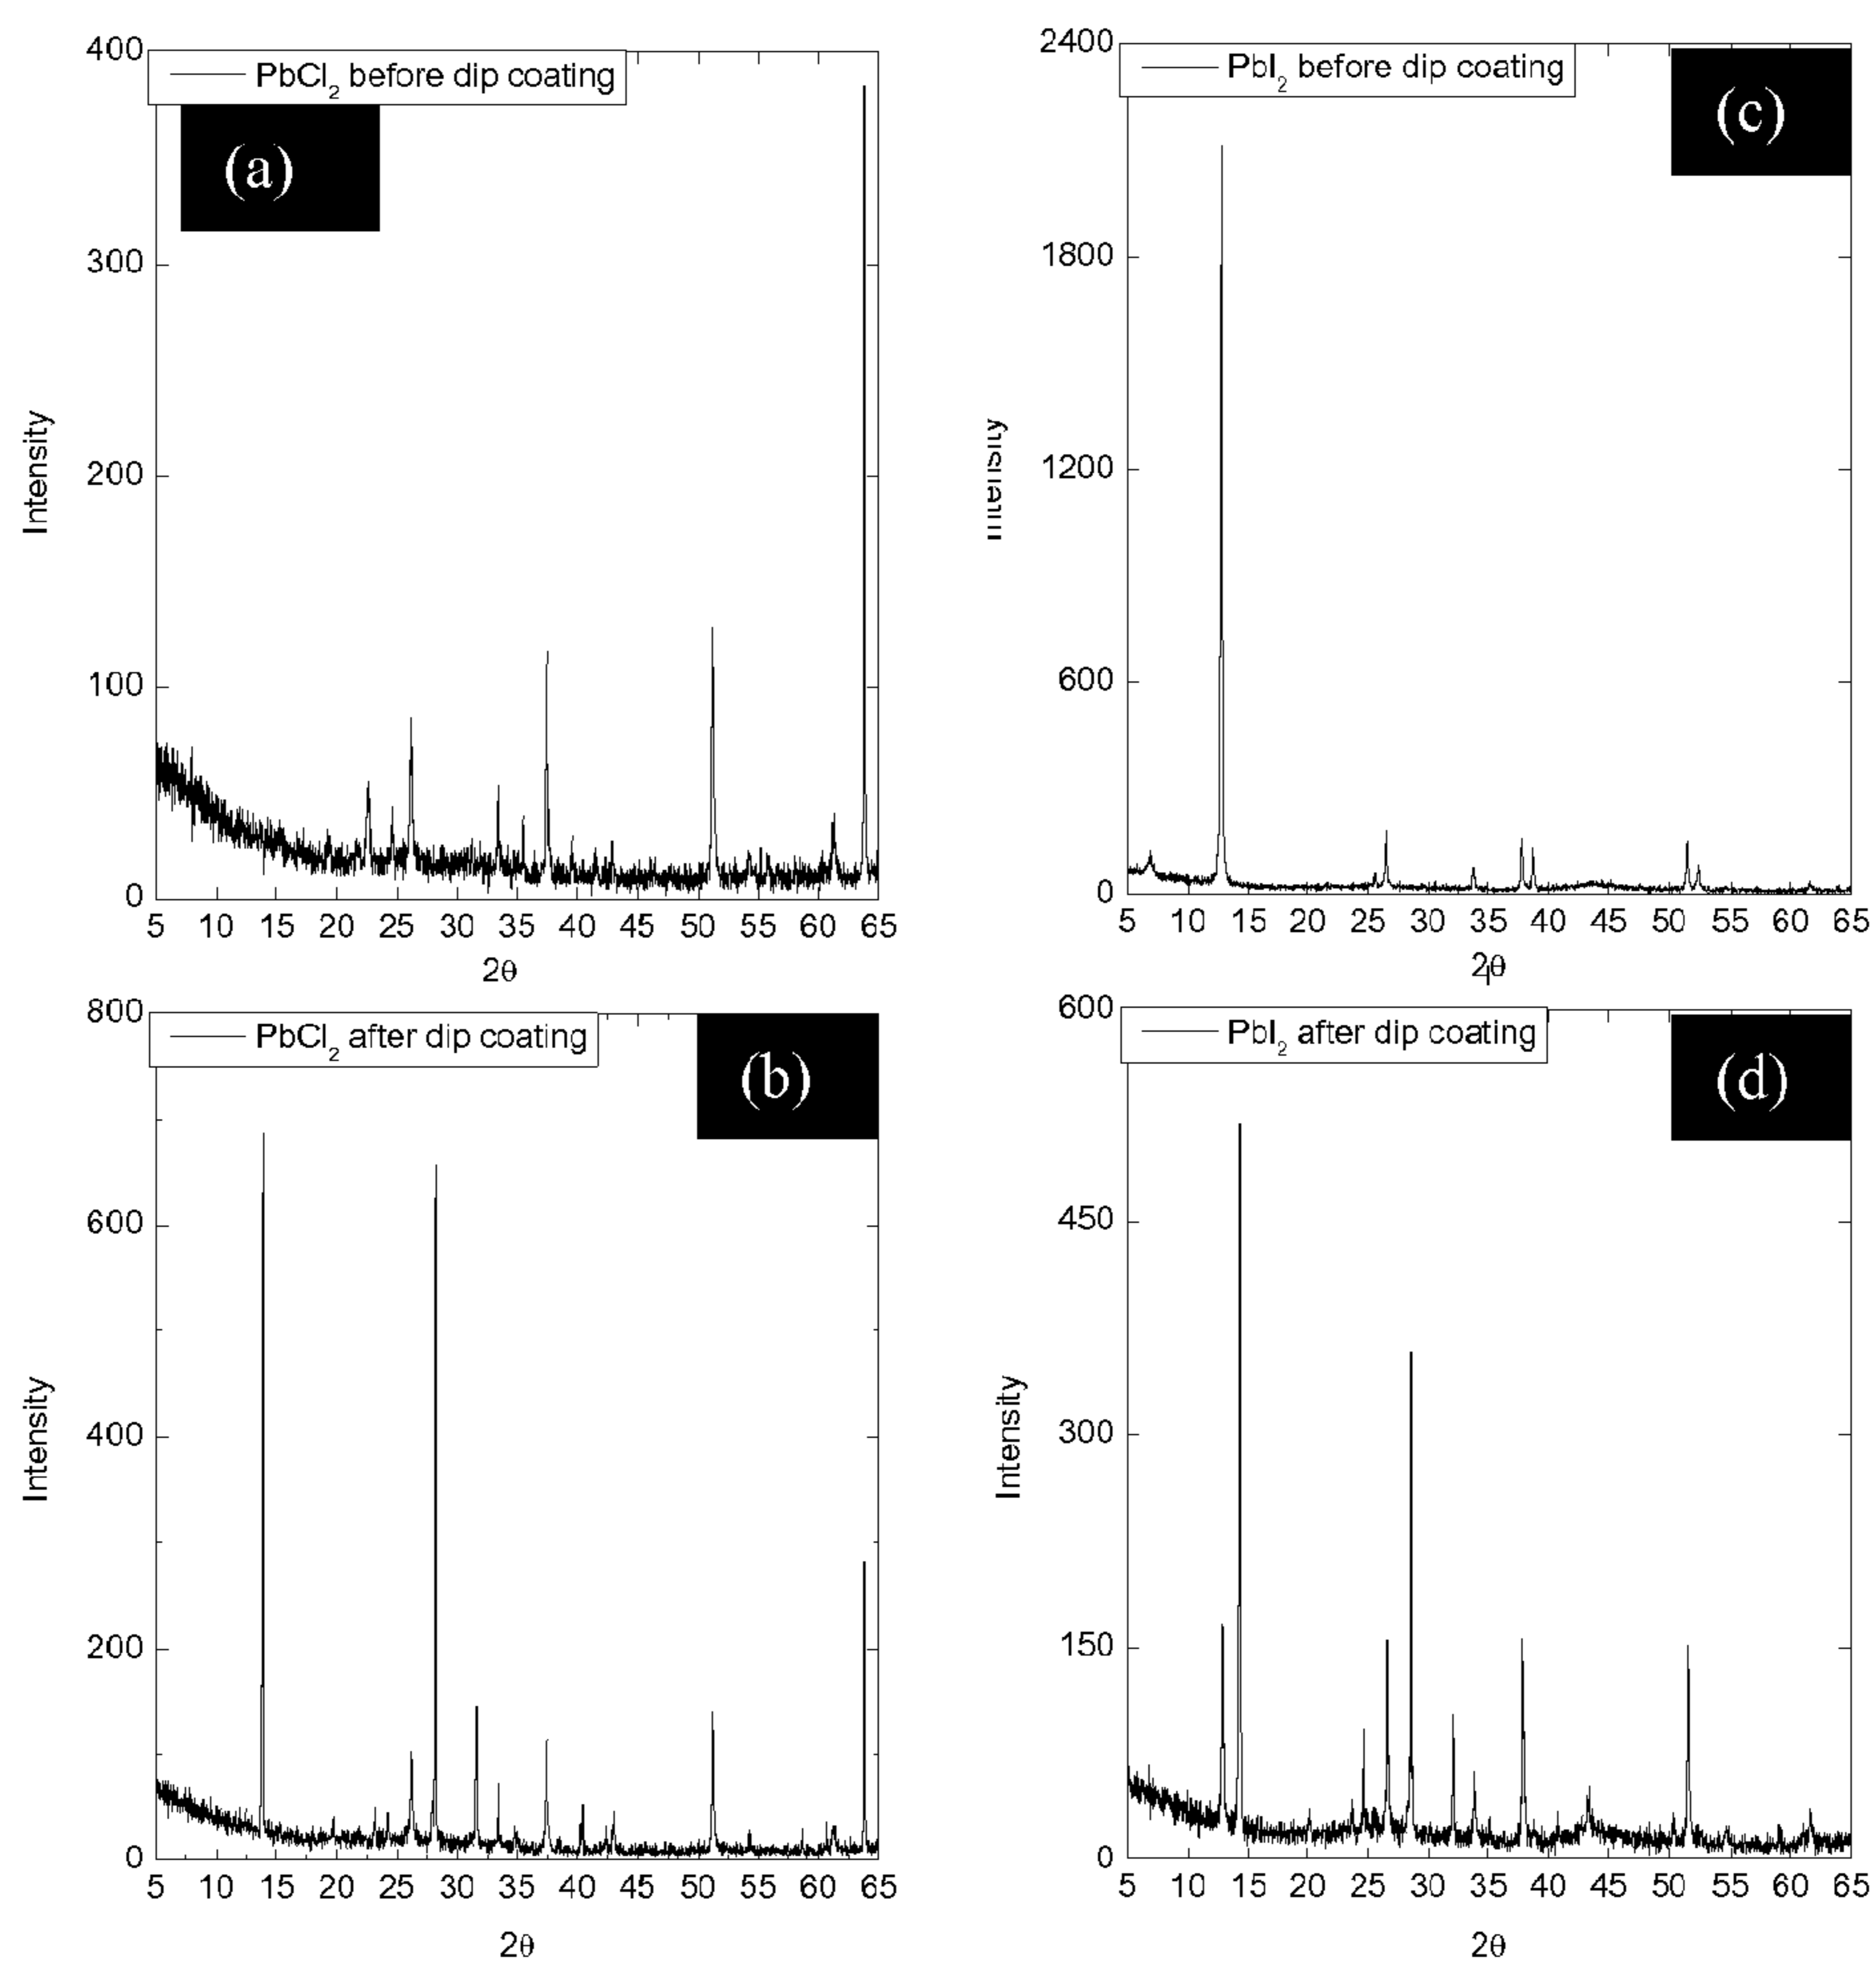 PbCl2 before dip coating
(a)
400
300
200
100
0
Intensity
5 10 15 20 25 30 35 40 45 50 55 60 65
2θ
PbI2 before dip coating
(c)
2400
1800
1200
600
0
Intensity
5 10 15 20 25 30 35 40 45 50 55 60 65
2θ
PbCl2 after dip coating
(b)
800
600
400
200
0
Intensity
5 10 15 20 25 30 35 40 45 50 55 60 65
2θ
PbI2 after dip coating
(d)
600
450
300
150
0
Intensity
5 10 15 20 25 30 35 40 45 50 55 60 65
2θ